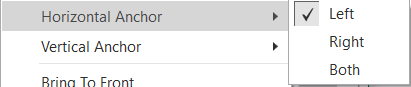 Horizontal Anchor
Vertical Anchor
Bring To Front
Left
Right
Both